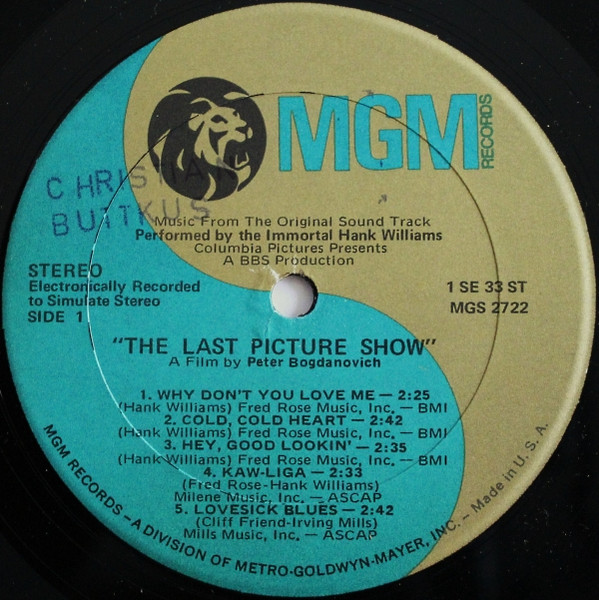 MGM
RECORDS
CHRISTIAN
BUTTKUS
Music From The Original Sound Track
Performed by the Immortal Hank Williams
Columbia Pictures Presents
A BBS Production
STEREO
Electronically Recorded
to Simulate Stereo
SIDE 1
1 SE 33 ST
MGS 2722
"THE LAST PICTURE SHOW"
A Film by Peter Bogdanovich
1. WHY DON'T YOU LOVE ME — 2:25
(Hank Williams) Fred Rose Music, Inc. — BMI
2. COLD, COLD HEART — 2:42
(Hank Williams) Fred Rose Music, Inc. — BMI
3. HEY, GOOD LOOKIN' — 2:35
(Hank Williams) Fred Rose Music, Inc. — BMI
4. KAW-LIGA — 2:33
(Fred Rose-Hank Williams)
Milene Music, Inc. — ASCAP
5. LOVESICK BLUES — 2:42
(Cliff Friend-Irving Mills)
Mills Music, Inc. — ASCAP
MGM RECORDS – A DIVISION OF METRO-GOLDWYN-MAYER, INC. – Made in U. S. A.